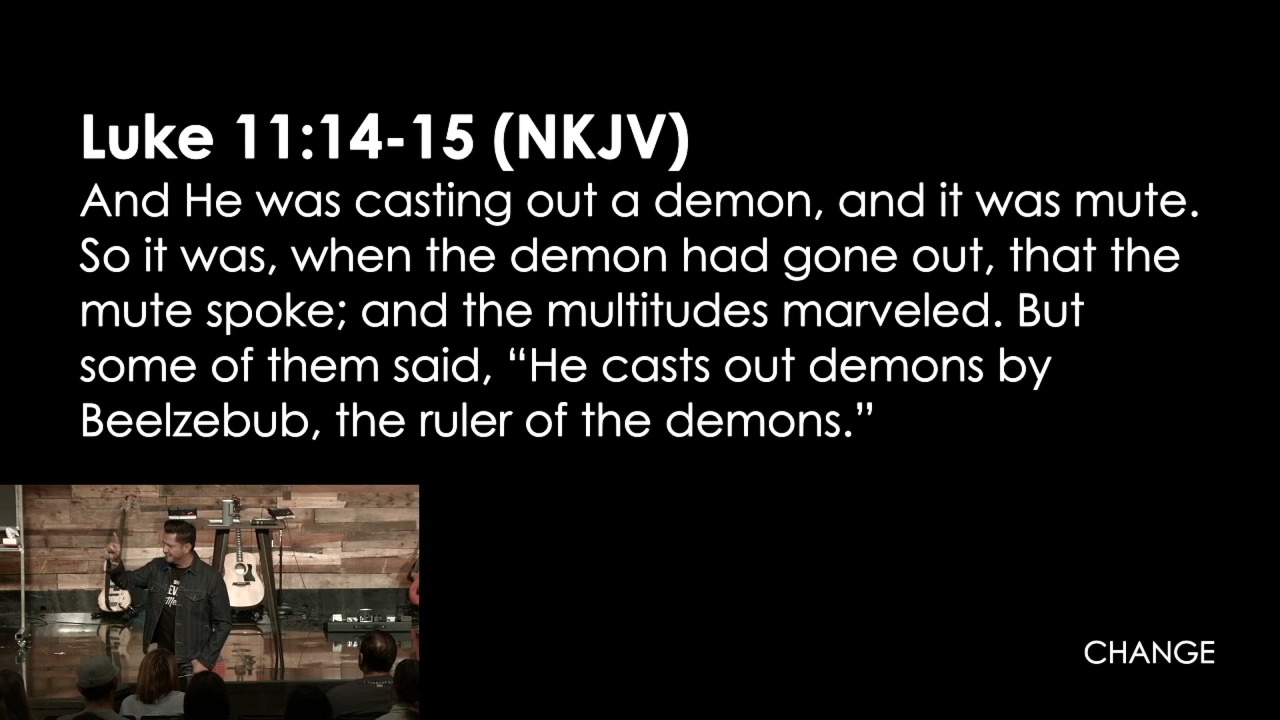 Luke 11:14-15 (NKJV)
And He was casting out a demon, and it was mute.
So it was, when the demon had gone out, that the
mute spoke; and the multitudes marveled. But
some of them said, “He casts out demons by
Beelzebub, the ruler of the demons.”
CHANGE